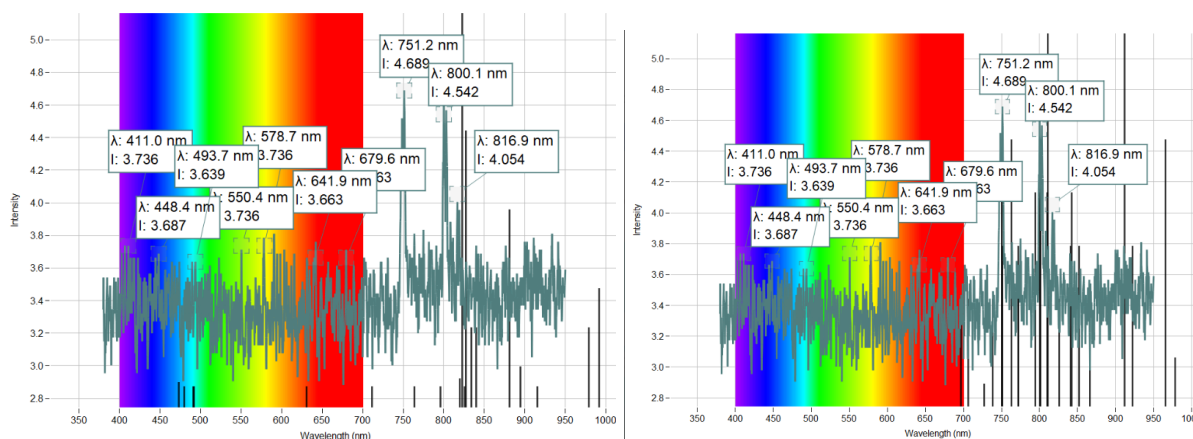 5.0
4.8
4.6
4.4
4.2
4.0
3.8
3.6
3.4
3.2
3.0
2.8
Intensity
λ: 751.2 nm
I: 4.689
λ: 800.1 nm
I: 4.542
λ: 411.0 nm
I: 3.736
λ: 578.7 nm
3.736
λ: 493.7 nm
I: 3.639
λ: 816.9 nm
I: 4.054
λ: 679.6 nm
63
λ: 641.9 nm
I: 3.663
λ: 550.4 nm
3.736
λ: 448.4 nm
I: 3.687
350 400 450 500 550 600 650 700 750 800 850 900 950 1000
Wavelength (nm)
5.0
4.8
4.6
4.4
4.2
4.0
3.8
3.6
3.4
3.2
3.0
2.8
Intensity
λ: 751.2 nm
I: 4.689
λ: 800.1 nm
I: 4.542
λ: 411.0 nm
I: 3.736
λ: 578.7 nm
3.736
λ: 493.7 nm
I: 3.639
λ: 816.9 nm
I: 4.054
λ: 679.6 nm
63
λ: 641.9 nm
I: 3.663
λ: 550.4 nm
3.736
λ: 448.4 nm
I: 3.687
350 400 450 500 550 600 650 700 750 800 850 900 950
Wavelength (nm)